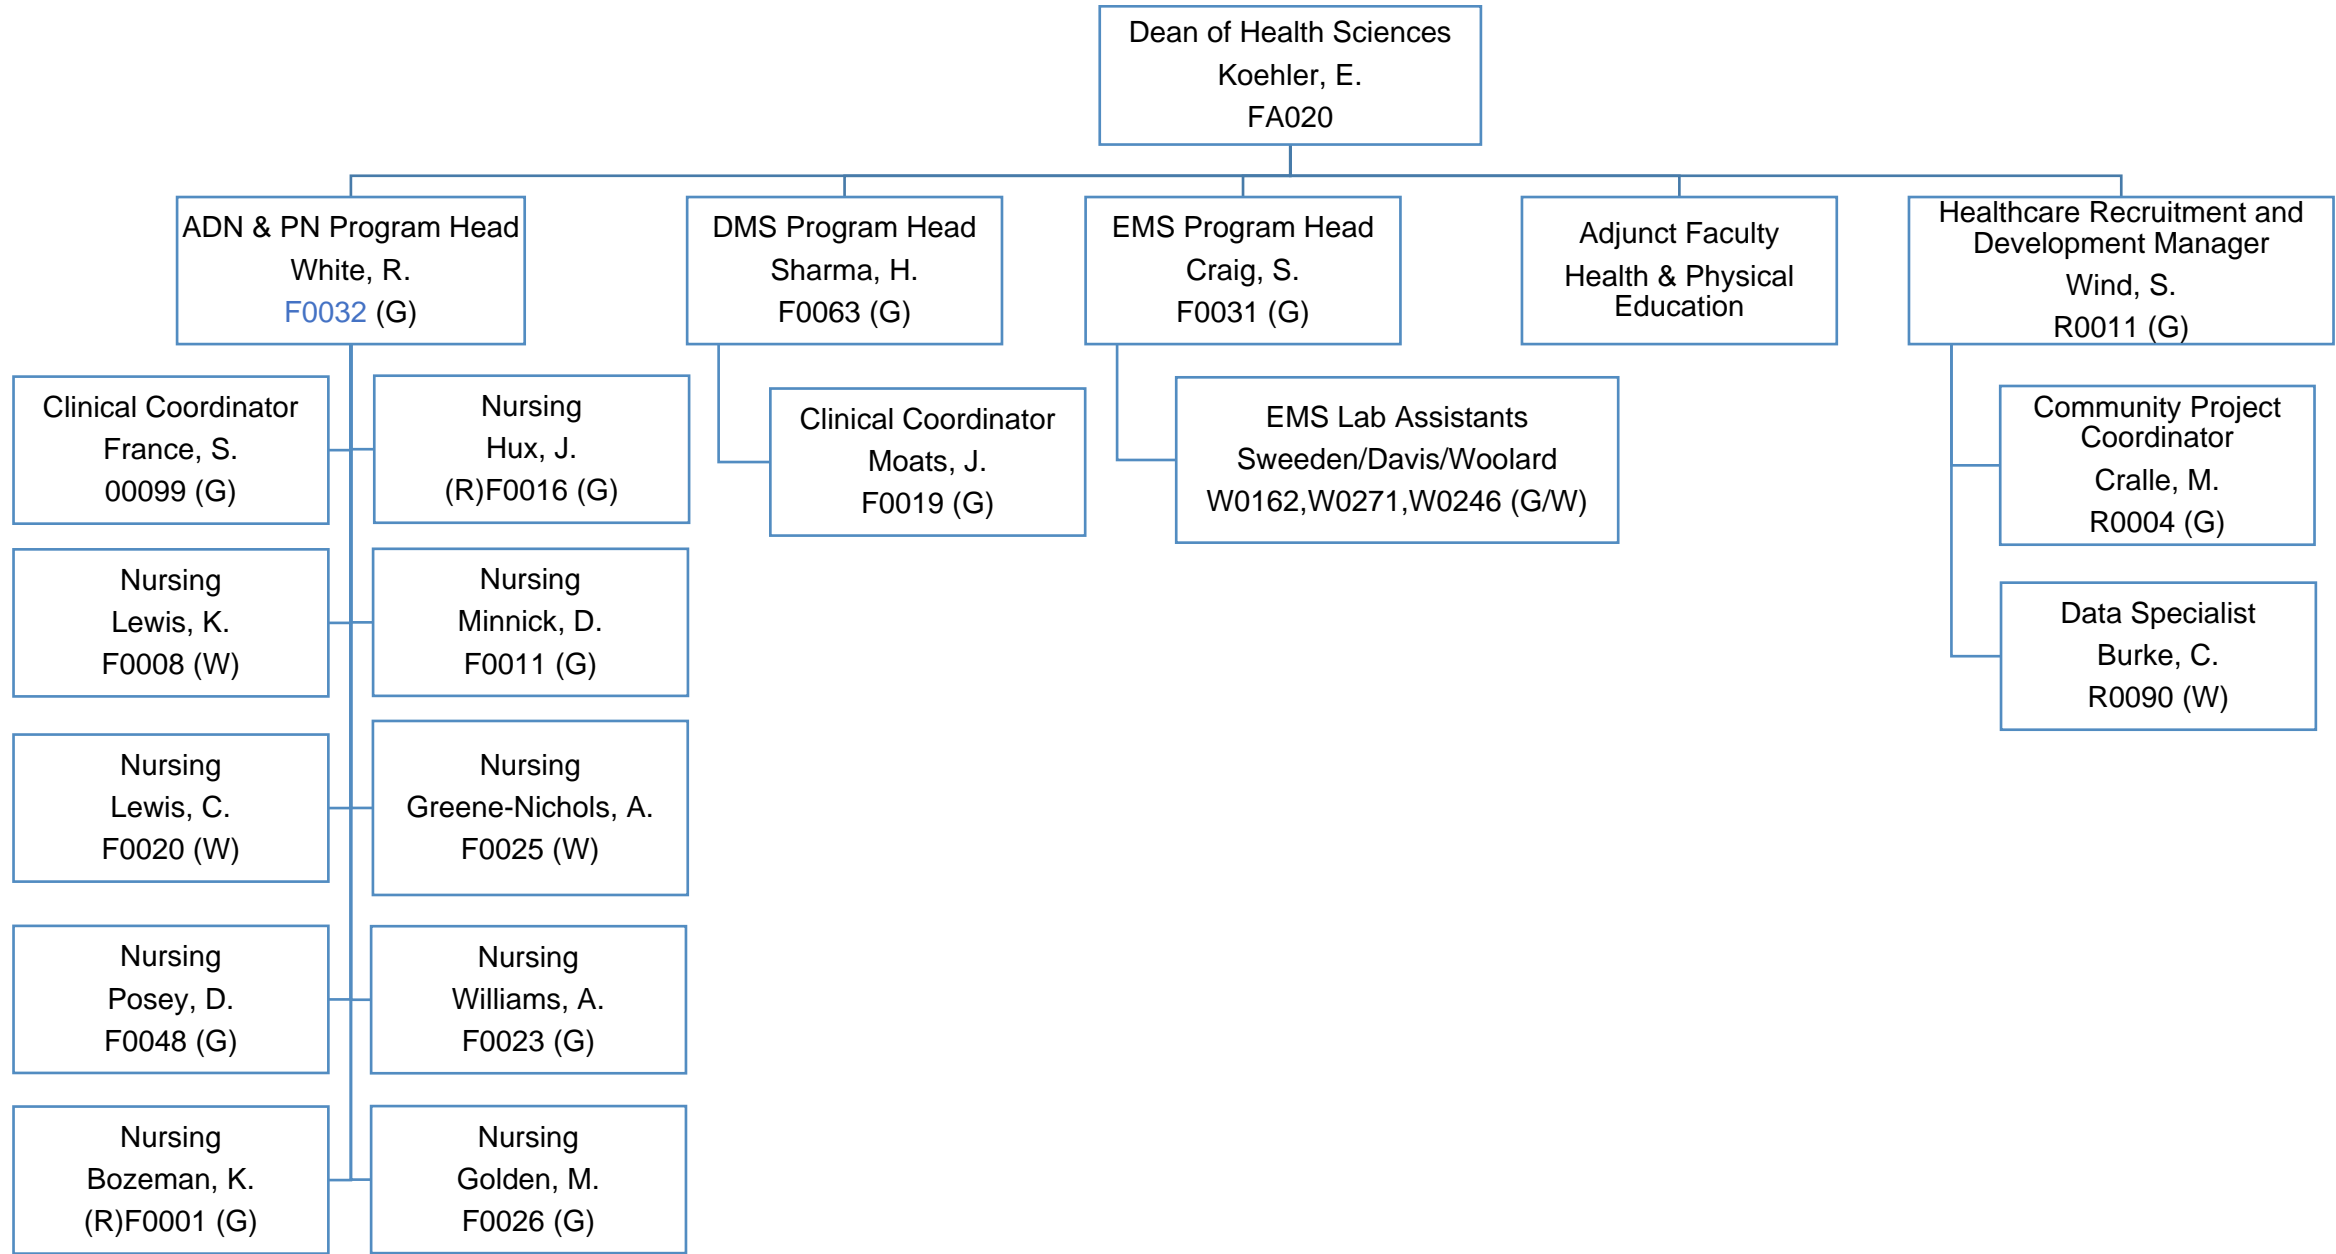 Dean of Health Sciences
Koehler, E.
FA020
ADN & PN Program Head
White, R.
F0032 (G)
DMS Program Head
Sharma, H.
F0063 (G)
EMS Program Head
Craig, S.
F0031 (G)
Adjunct Faculty
Health & Physical
Education
Healthcare Recruitment and
Development Manager
Wind, S.
R0011 (G)
Clinical Coordinator
France, S.
00099 (G)
Nursing
Hux, J.
(R)F0016 (G)
Clinical Coordinator
Moats, J.
F0019 (G)
EMS Lab Assistants
Sweeden/Davis/Woolard
W0162,W0271,W0246 (G/W)
Community Project
Coordinator
Cralle, M.
R0004 (G)
Nursing
Lewis, K.
F0008 (W)
Nursing
Minnick, D.
F0011 (G)
Data Specialist
Burke, C.
R0090 (W)
Nursing
Lewis, C.
F0020 (W)
Nursing
Greene-Nichols, A.
F0025 (W)
Nursing
Posey, D.
F0048 (G)
Nursing
Williams, A.
F0023 (G)
Nursing
Bozeman, K.
(R)F0001 (G)
Nursing
Golden, M.
F0026 (G)